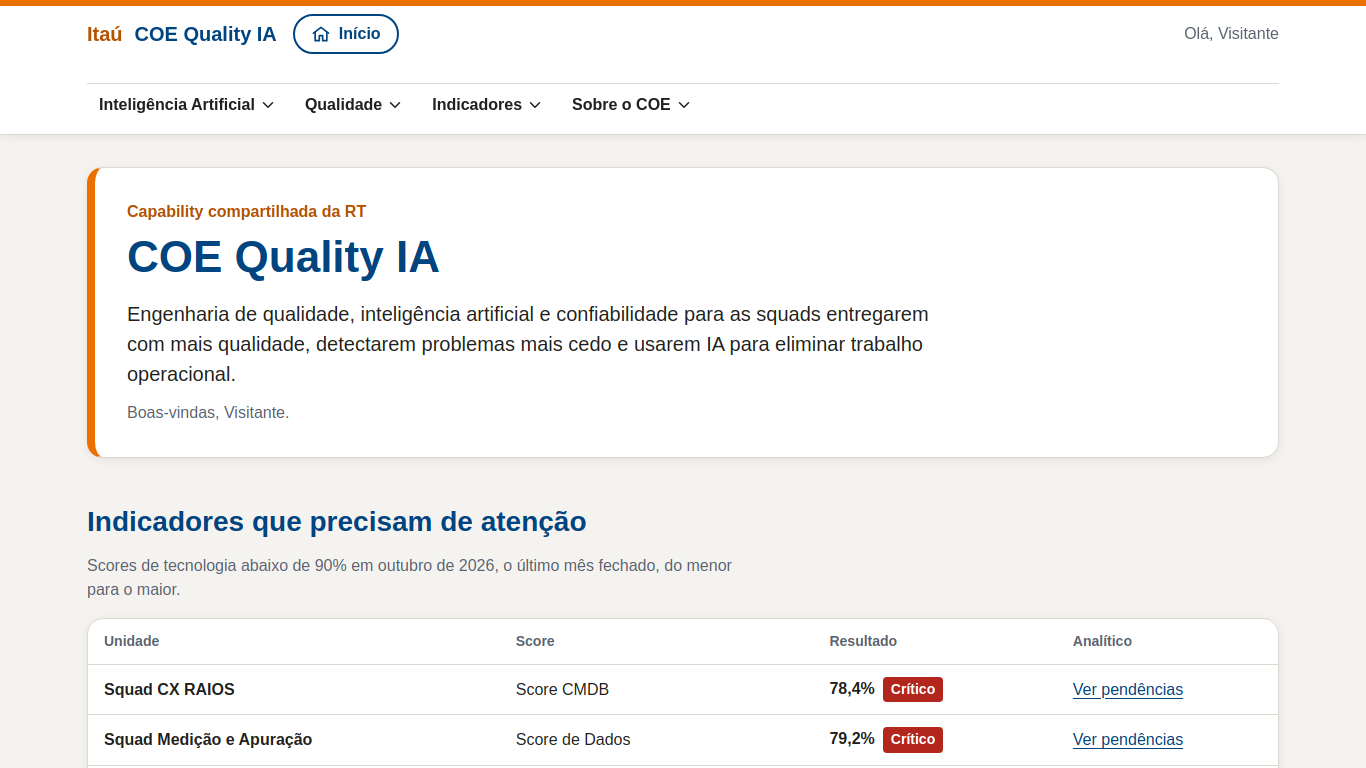 Itaú COE Quality IA Início Olá, Visitante
Inteligência Artificial Qualidade Indicadores Sobre o COE
Capability compartilhada da RT
COE Quality IA
Engenharia de qualidade, inteligência artificial e confiabilidade para as squads entregarem
com mais qualidade, detectarem problemas mais cedo e usarem IA para eliminar trabalho
operacional.
Boas-vindas, Visitante.
Indicadores que precisam de atenção
Scores de tecnologia abaixo de 90% em outubro de 2026, o último mês fechado, do menor
para o maior.
Unidade Score Resultado Analítico
Squad CX RAIOS Score CMDB 78,4% Crítico Ver pendências
Squad Medição e Apuração Score de Dados 79,2% Crítico Ver pendências